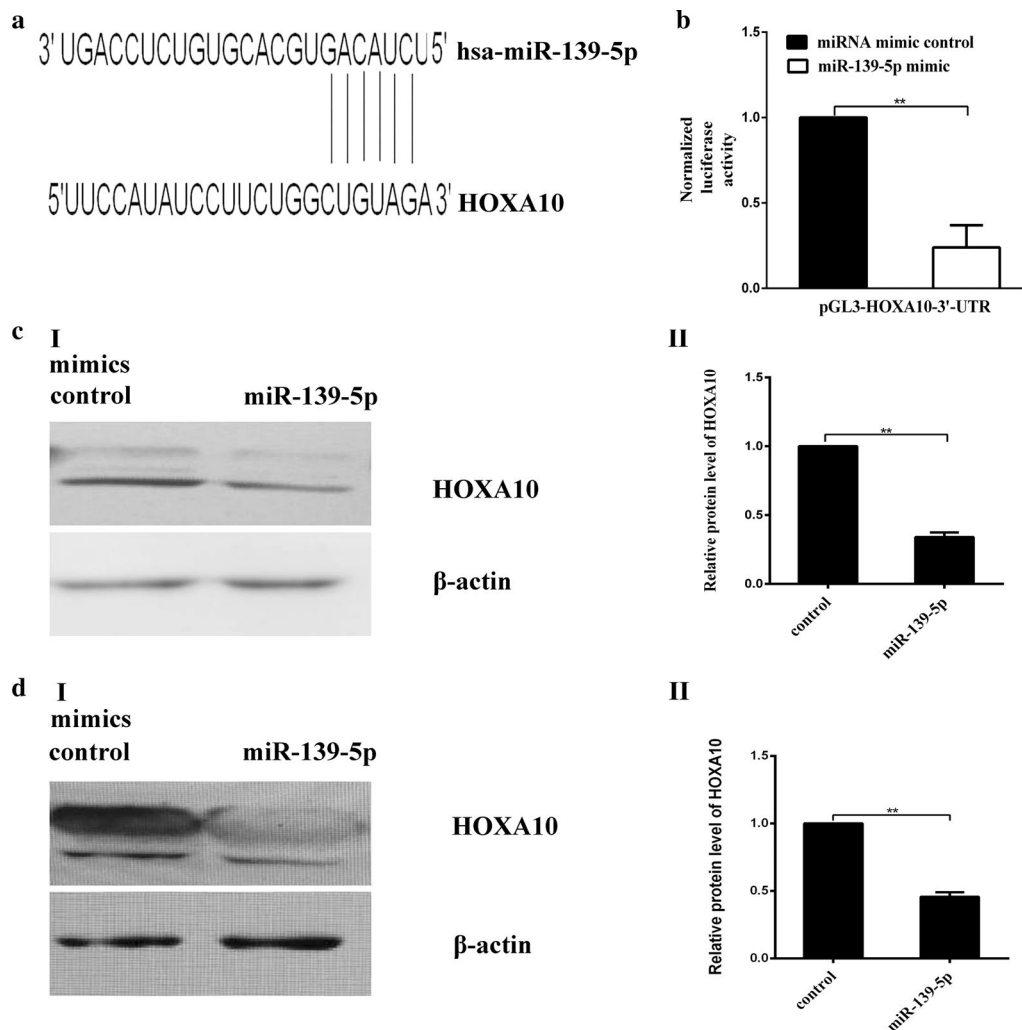 a
3' UGACCUCUGUGCACGUGACAUCU 5'
hsa-miR-139-5p
5'UUCCAUAUCCUUCUGGCUGUAGA3'
HOXA10
b
miRNA mimic control
miR-139-5p mimic
1.5
1.0
0.5
0.0
Normalized
luciferase
activity
**
pGL3-HOXA10-3'-UTR
c
I
mimics
control
miR-139-5p
HOXA10
β-actin
II
1.5
1.0
0.5
0.0
Relative protein level of HOXA10
**
control
miR-139-5p
d
I
mimics
control
miR-139-5p
HOXA10
β-actin
II
1.5
1.0
0.5
0.0
Relative protein level of HOXA10
**
control
miR-139-5p